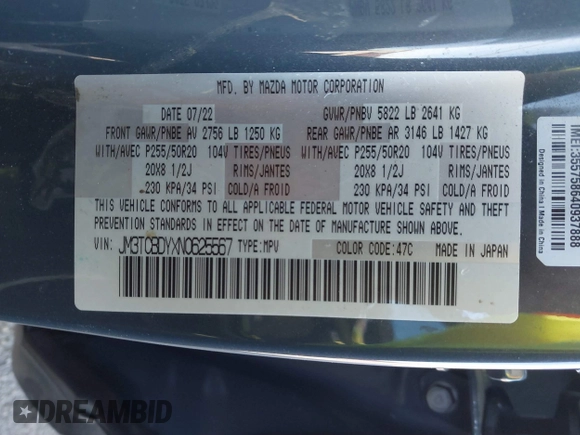 MFD. BY MAZDA MOTOR CORPORATION
DATE 07/22 GVWR/PNBV 5822 LB 2641 KG
FRONT GAWR/PNBE AV 2756 LB 1250 KG REAR GAWR/PNBE AR 3146 LB 1427 KG
WITH/AVEC P255/50R20 104V TIRES/PNEUS WITH/AVEC P255/50R20 104V TIRES/PNEUS
20X8 1/2J RIMS/JANTES 20X8 1/2J RIMS/JANTES
230 KPA/34 PSI COLD/A FROID 230 KPA/34 PSI COLD/A FROID
THIS VEHICLE CONFORMS TO ALL APPLICABLE FEDERAL MOTOR VEHICLE SAFETY AND
THEFT PREVENTION STANDARDS IN EFFECT ON THE DATE OF MANUFACTURE SHOWN ABOVE.
VIN: JM3TCBDYXN0625567 TYPE:MPV COLOR CODE:47C MADE IN JAPAN
IMEI:355758640937888
Designed in China | Made in China
DREAMBID